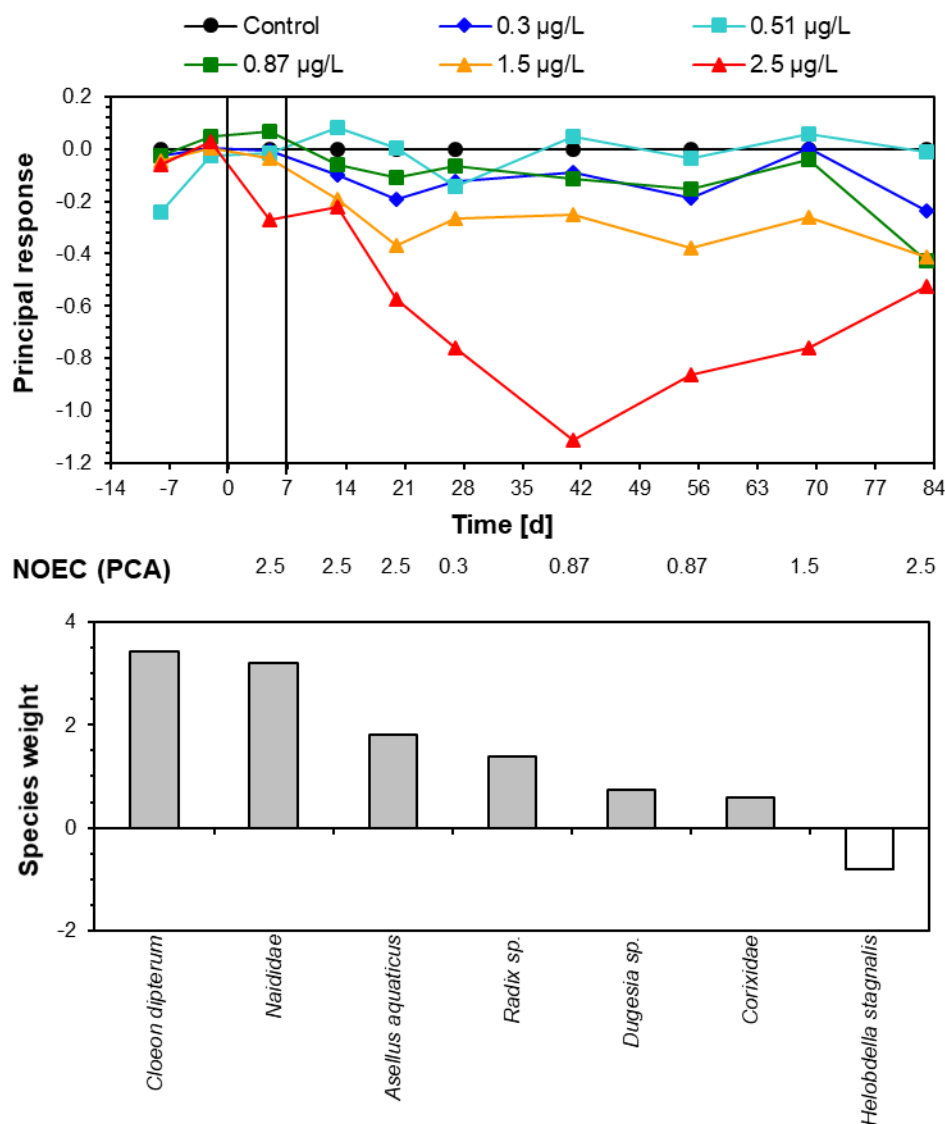 Control 0.3 µg/L 0.51 µg/L
0.87 µg/L 1.5 µg/L 2.5 µg/L
0.2
0.0
-0.2
-0.4
-0.6
-0.8
-1.0
-1.2
Principal response
-14 -7 0 7 14 21 28 35 42 49 56 63 70 77 84
Time [d]
NOEC (PCA) 2.5 2.5 2.5 0.3 0.87 0.87 1.5 2.5
4
2
0
-2
Species weight
Cloeon dipterum
Naididae
Asellus aquaticus
Radix sp.
Dugesia sp.
Corixidae
Helobdella stagnalis